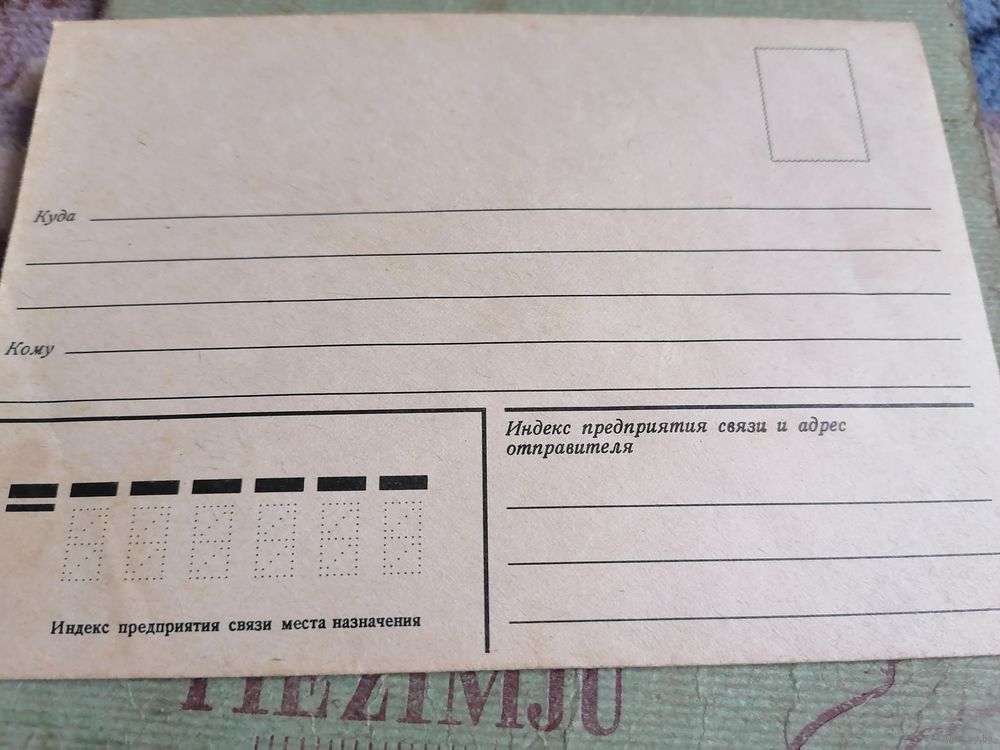 Куда
Кому
Индекс предприятия связи и адрес
отправителя
Индекс предприятия связи места назначения